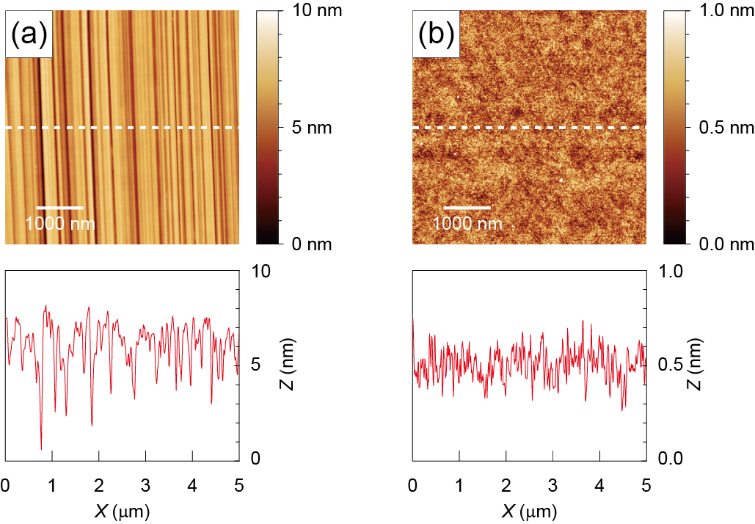 (a)
10 nm
5 nm
0 nm
1000 nm
(b)
1.0 nm
0.5 nm
0.0 nm
1000 nm
10
5
0
Z (nm)
0 1 2 3 4 5
X (μm)
1.0
0.5
0.0
Z (nm)
0 1 2 3 4 5
X (μm)